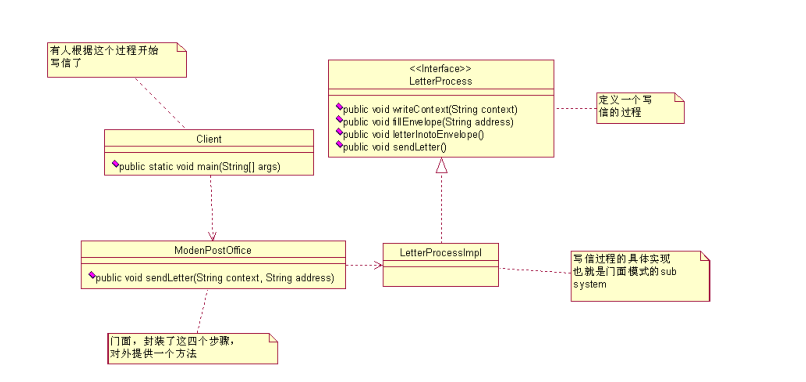 有人根据这个过程开始
写信了
<<Interface>>
LetterProcess
public void writeContext(String context)
public void fillEnvelope(String address)
public void letterInotoEnvelope()
public void sendLetter()
定义一个写
信的过程
Client
public static void main(String[] args)
ModenPostOffice
public void sendLetter(String context, String address)
LetterProcessImpl
写信过程的具体实现
也就是门面模式的sub
system
门面，封装了这四个步骤，
对外提供一个方法